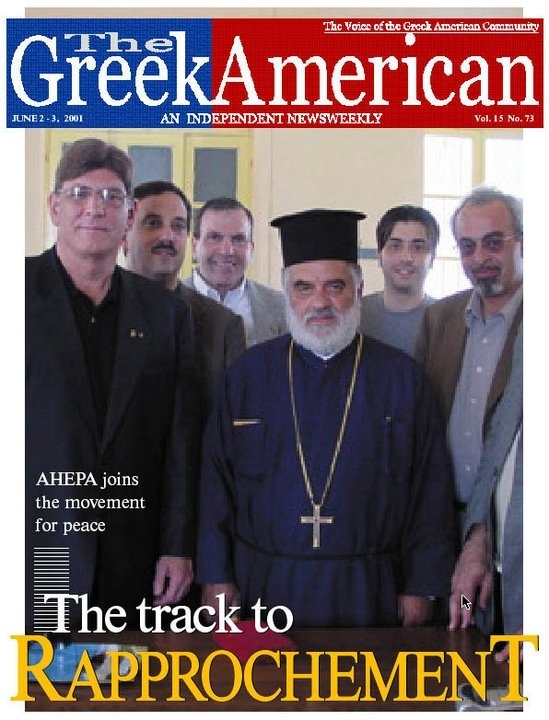 The Voice of the Greek American Community
The
GreekAmerican
JUNE 2 - 3, 2001
AN INDEPENDENT NEWSWEEKLY
Vol. 15 No. 73
AHEPA joins
the movement
for peace
The track to
RAPPROCHEMENT